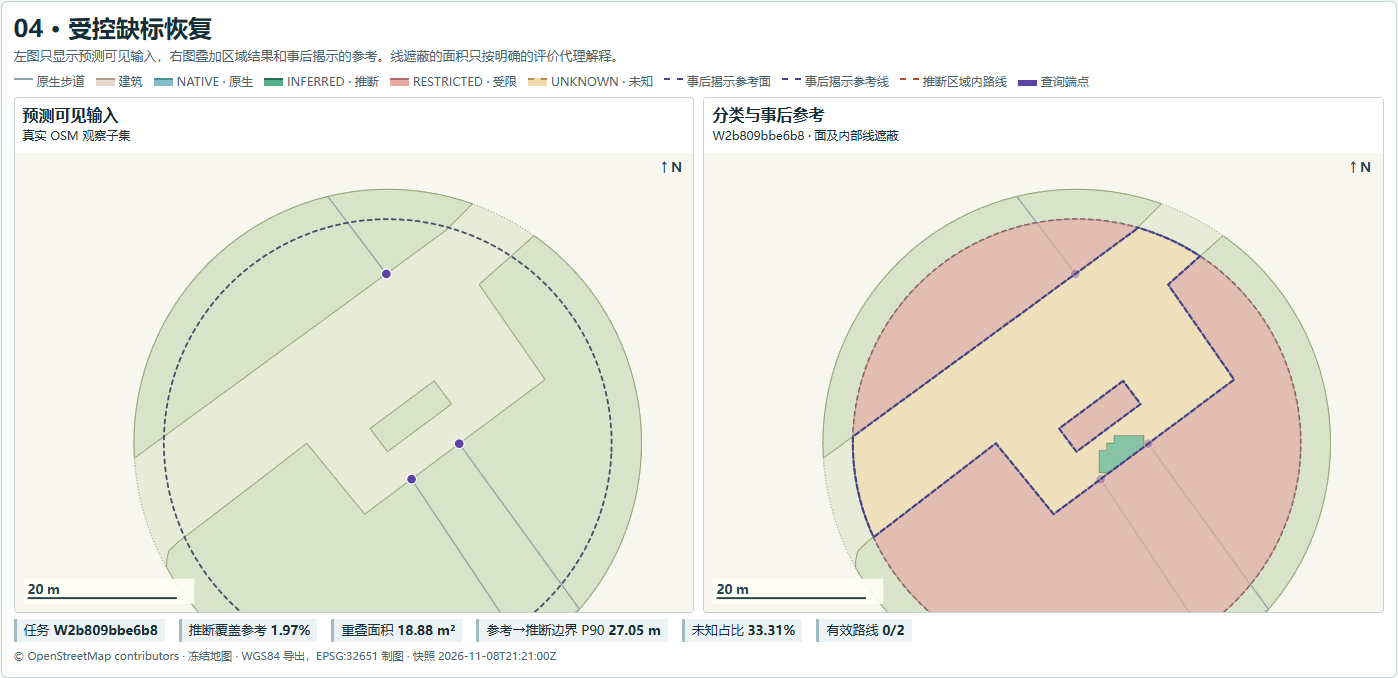 04 · 受控缺标恢复
左图只显示预测可见输入，右图叠加区域结果和事后揭示的参考。线遮蔽的面积只按明确的评价代理解释。
原生步道 建筑 NATIVE · 原生 INFERRED · 推断 RESTRICTED · 受限 UNKNOWN · 未知 事后揭示参考面 事后揭示参考线 推断区域内路线 查询端点
预测可见输入
真实 OSM 观察子集
↑ N
20 m
分类与事后参考
W2b809bbe6b8 · 面及内部线遮蔽
↑ N
20 m
任务 W2b809bbe6b8 推断覆盖参考 1.97% 重叠面积 18.88 m² 参考→推断边界 P90 27.05 m 未知占比 33.31% 有效路线 0/2
© OpenStreetMap contributors · 冻结地图 · WGS84 导出，EPSG:32651 制图 · 快照 2026-11-08T21:21:00Z